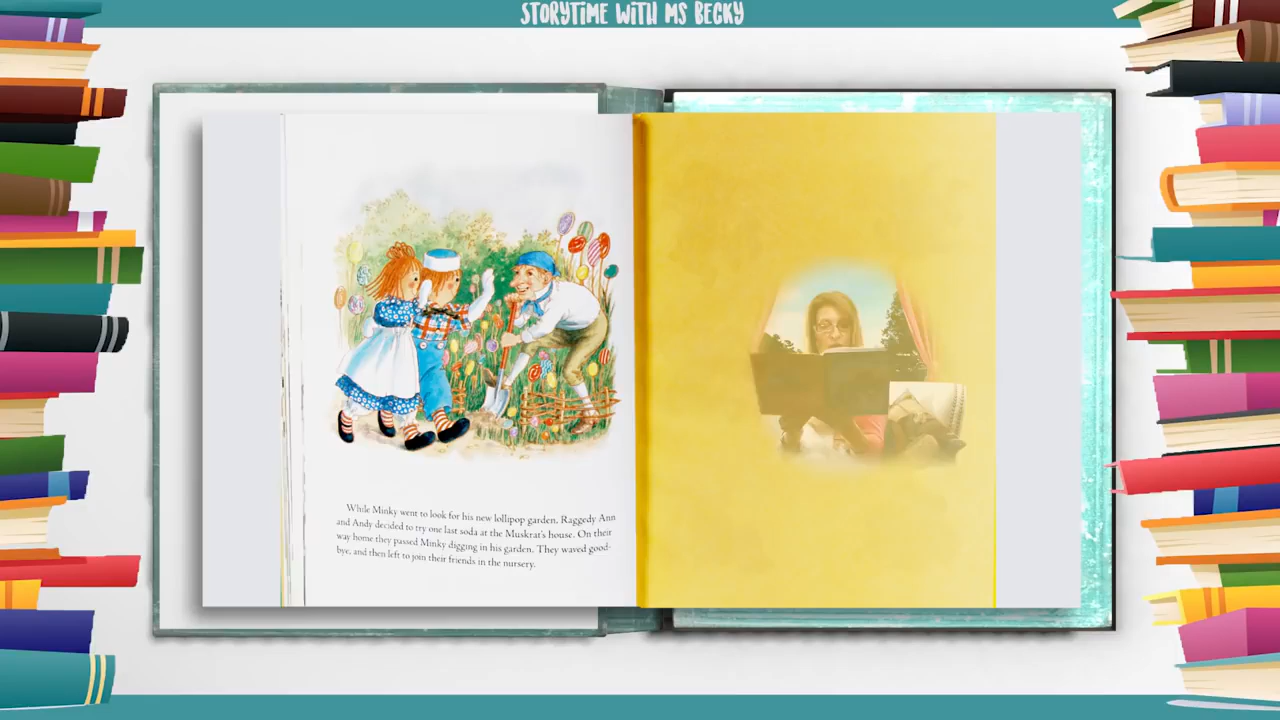 STORYTIME WITH MS BECKY
While Minky went to look for his new lollipop garden, Raggedy Ann
and Andy decided to try one last soda at the Muskrat's house. On their
way home they passed Minky digging in his garden. They waved good-
bye, and then left to join their friends in the nursery.